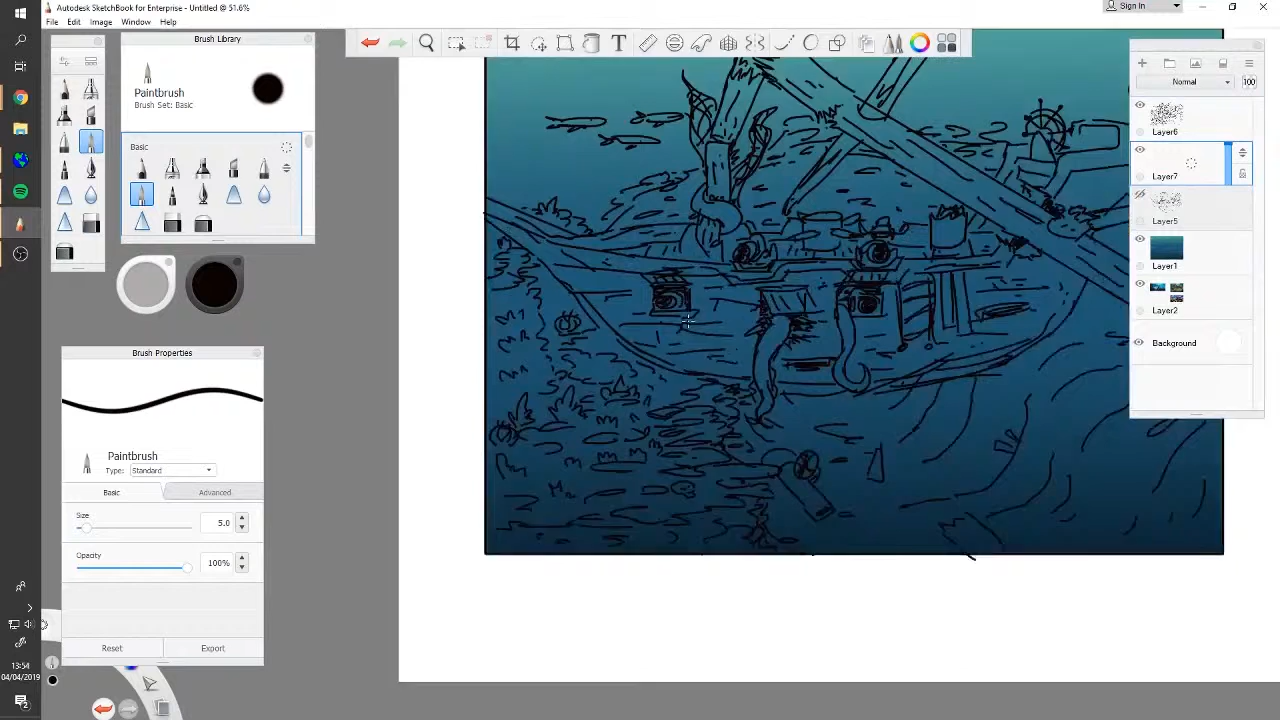 Autodesk SketchBook for Enterprise - Untitled @ 51.6%
Sign In
File Edit Image Window Help
Brush Library
Paintbrush
Brush Set: Basic
Basic
Brush Properties
Paintbrush
Type: Standard
Basic Advanced
Size
5.0
Opacity
100%
Reset Export
Normal 100
Layer6
Layer7
Layer5
Layer1
Layer2
Background
13:54
04/04/2019